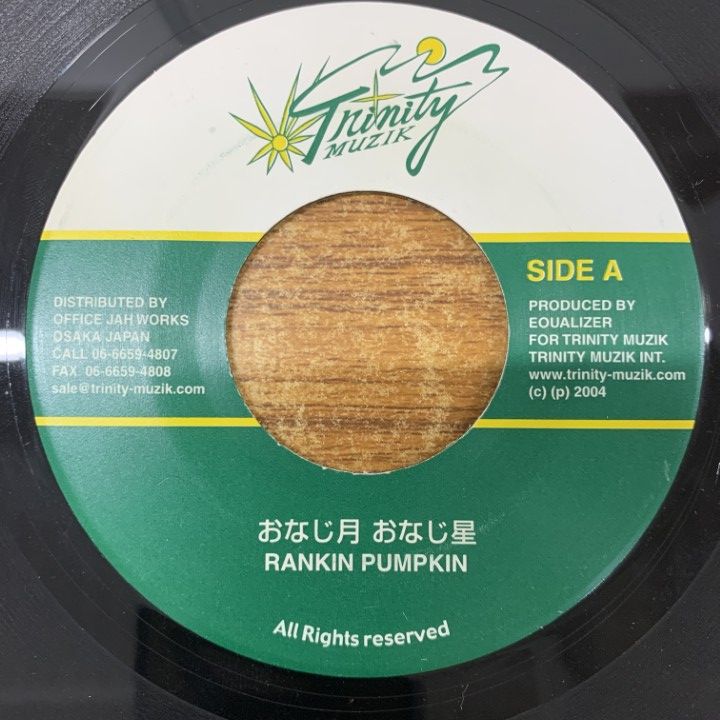 Trinity
MUZIK
SIDE A
DISTRIBUTED BY
OFFICE JAH WORKS
OSAKA JAPAN
CALL 06-6659-4807
FAX 06-6659-4808
sale@trinity-muzik.com
PRODUCED BY
EQUALIZER
FOR TRINITY MUZIK
TRINITY MUZIK INT.
www.trinity-muzik.com
(c) (p) 2004
おなじ月 おなじ星
RANKIN PUMPKIN
All Rights reserved